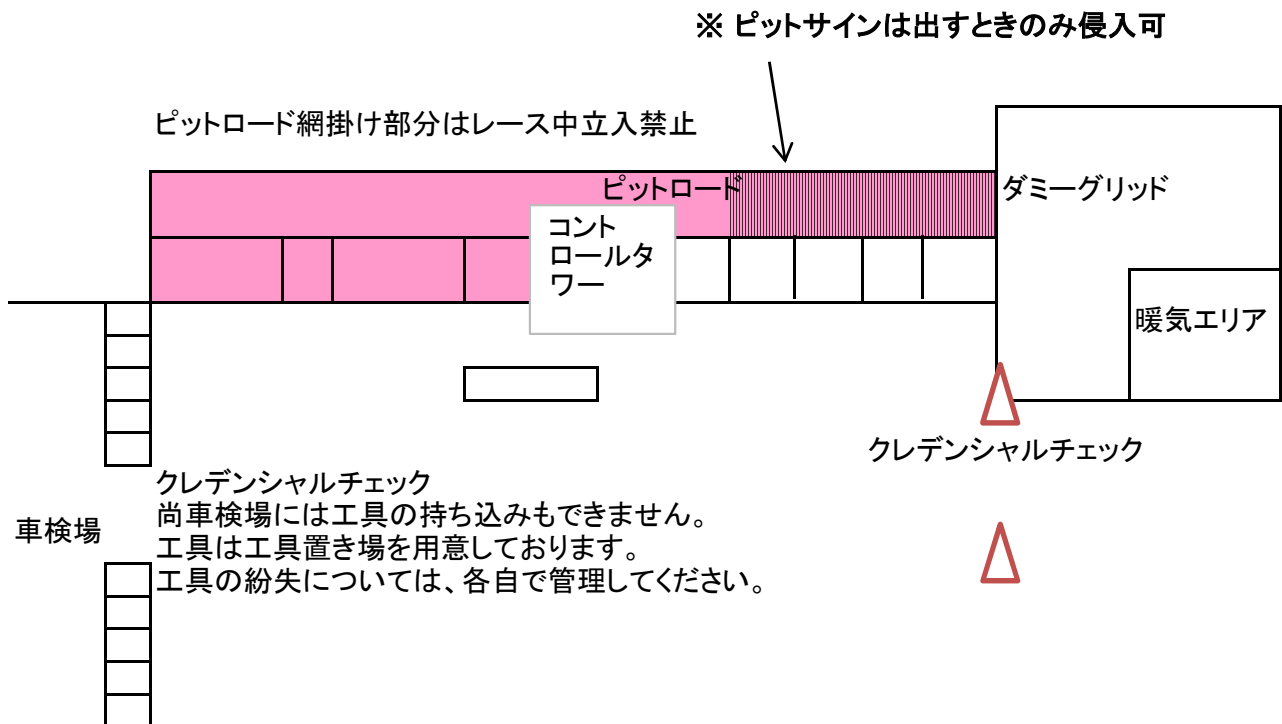 ※ ピットサインは出すときのみ侵入可
ピットロード網掛け部分はレース中立入禁止
ピットロード
ダミーグリッド
コント
ロールタ
ワー
暖気エリア
クレデンシャルチェック
クレデンシャルチェック
尚車検場には工具の持ち込みもできません。
車検場
工具は工具置き場を用意しております。
工具の紛失については、各自で管理してください。